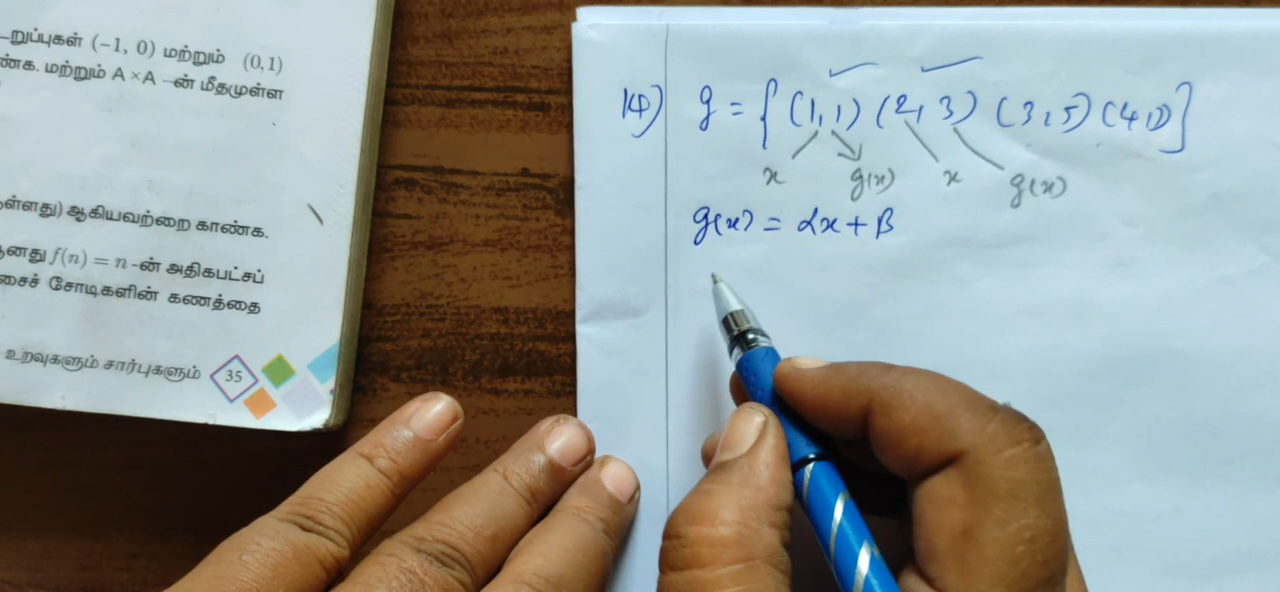 றுப்புகள் (−1, 0) மற்றும் (0,1)
ண்க. மற்றும் A × A –ன் மீதமுள்ள
ள்ளது) ஆகியவற்றை காண்க.
னது f(n) = n -ன் அதிகபட்சப்
சைச் சோடிகளின் கணத்தை
உறவுகளும் சார்புகளும் 35
14) g = { (1, 1) (2, 3) (3, 5) (4, 7) }
x g(x) x g(x)
g(x) = αx + β